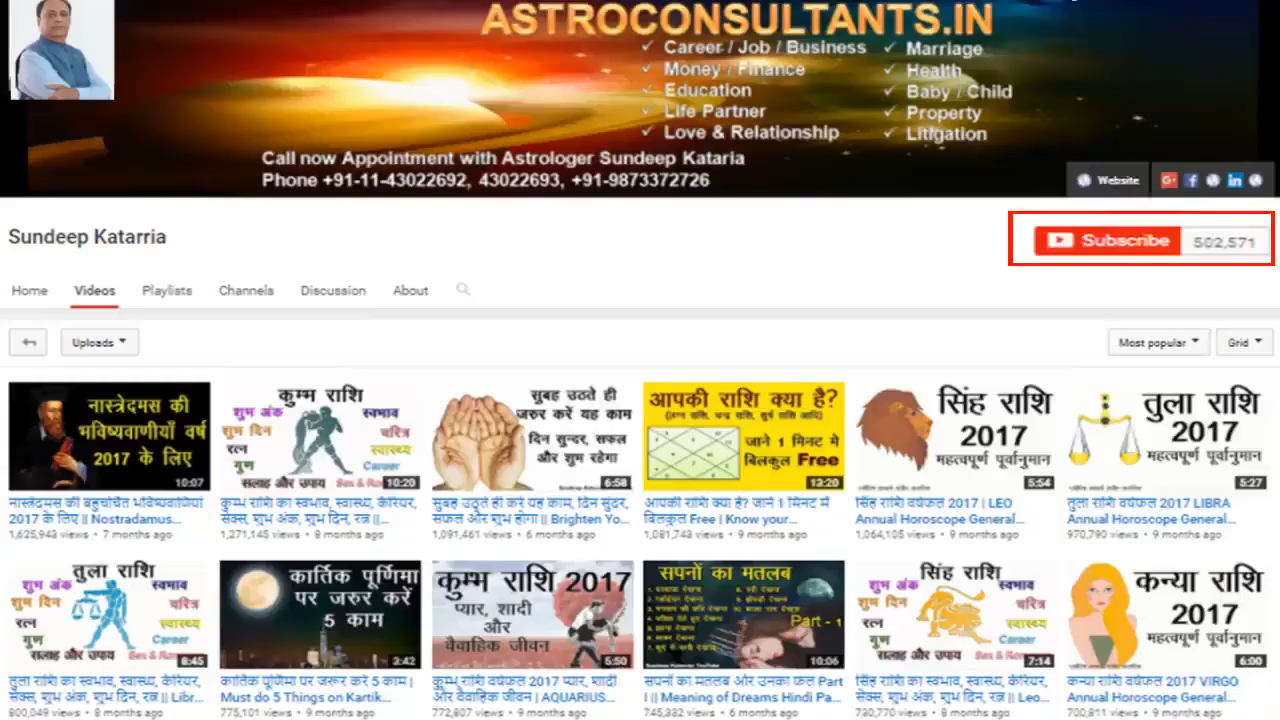 ASTROCONSULTANTS.IN
✓ Career / Job / Business ✓ Marriage
✓ Money / Finance ✓ Health
✓ Education ✓ Baby / Child
✓ Life Partner ✓ Property
✓ Love & Relationship ✓ Litigation
Call now Appointment with Astrologer Sundeep Kataria
Phone +91-11-43022692, 43022693, +91-9873372726
Website
Sundeep Katarria
Subscribe 502,571
Home Videos Playlists Channels Discussion About
Uploads Most popular Grid
नास्त्रेदमस की
भविष्यवाणीयाँ वर्ष
2017 के लिए
10:07
नास्त्रेदमस की बहुचर्चित भविष्यवाणियां
2017 के लिए || Nostradamus...
1,625,943 views • 7 months ago
कुम्भ राशि
शुभ अंक स्वभाव
शुभ दिन चरित्र
रत्न स्वास्थ्य
गुण Career
सलाह और उपाय
10:20
कुम्भ राशि का स्वभाव, स्वास्थ्य, कैरियर,
सेक्स, शुभ अंक, शुभ दिन, रत्न ||...
1,271,145 views • 8 months ago
सुबह उठते ही
जरुर करें यह काम
दिन सुन्दर, सफल
और शुभ रहेगा
6:58
सुबह उठते ही करे यह काम, दिन सुंदर,
सफल और शुभ होगा || Brighten Yo...
1,091,461 views • 6 months ago
आपकी राशि क्या है?
(लग्न राशि, चन्द्र राशि, सूर्य राशि आदि)
जाने 1 मिनट मे
बिलकुल Free
13:20
आपकी राशि क्या है? जाने 1 मिनट में
बिलकुल Free | Know your...
1,081,743 views • 9 months ago
सिंह राशि
2017
महत्वपूर्ण पूर्वानुमान
5:54
सिंह राशि वर्षफल 2017 | LEO
Annual Horoscope General...
1,064,105 views • 9 months ago
तुला राशि
2017
महत्वपूर्ण पूर्वानुमान
5:27
तुला राशि वर्षफल 2017 LIBRA
Annual Horoscope General...
970,790 views • 9 months ago
तुला राशि
शुभ अंक स्वभाव
शुभ दिन चरित्र
रत्न स्वास्थ्य
गुण Career
सलाह और उपाय
8:45
तुला राशि का स्वभाव, स्वास्थ्य, कैरियर,
सेक्स, शुभ अंक, शुभ दिन, रत्न || Libr...
800,049 views • 8 months ago
कार्तिक पूर्णिमा
पर जरुर करें
5 काम
3:42
कार्तिक पूर्णिमा पर जरूर करे 5 काम |
Must do 5 Things on Kartik...
775,101 views • 9 months ago
कुम्भ राशि 2017
प्यार, शादी
और
वैवाहिक जीवन
5:50
कुम्भ राशि वर्षफल 2017 प्यार, शादी
और वैवाहिक जीवन | AQUARIUS...
772,807 views • 9 months ago
सपनों का मतलब
Part - 1
10:06
सपनों का मतलब और उनका फल Part
I || Meaning of Dreams Hindi Pa...
745,332 views • 6 months ago
सिंह राशि
शुभ अंक स्वभाव
शुभ दिन चरित्र
रत्न स्वास्थ्य
गुण Career
सलाह और उपाय
7:14
सिंह राशि का स्वभाव, स्वास्थ्य, कैरियर,
सेक्स, शुभ अंक, शुभ दिन, रत्न || Leo...
730,770 views • 8 months ago
कन्या राशि
2017
महत्वपूर्ण पूर्वानुमान
6:00
कन्या राशि वर्षफल 2017 VIRGO
Annual Horoscope General...
700,811 views • 9 months ago